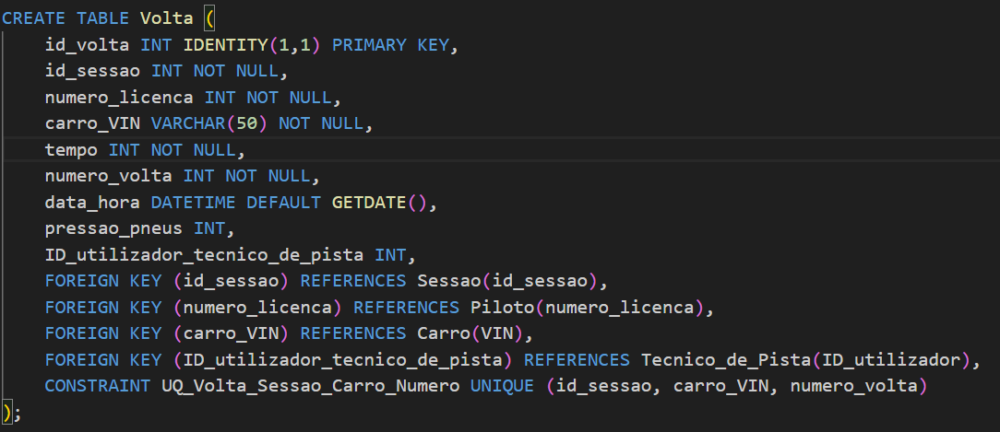 CREATE TABLE Volta (
    id_volta INT IDENTITY(1,1) PRIMARY KEY,
    id_sessao INT NOT NULL,
    numero_licenca INT NOT NULL,
    carro_VIN VARCHAR(50) NOT NULL,
    tempo INT NOT NULL,
    numero_volta INT NOT NULL,
    data_hora DATETIME DEFAULT GETDATE(),
    pressao_pneus INT,
    ID_utilizador_tecnico_de_pista INT,
    FOREIGN KEY (id_sessao) REFERENCES Sessao(id_sessao),
    FOREIGN KEY (numero_licenca) REFERENCES Piloto(numero_licenca),
    FOREIGN KEY (carro_VIN) REFERENCES Carro(VIN),
    FOREIGN KEY (ID_utilizador_tecnico_de_pista) REFERENCES Tecnico_de_Pista(ID_utilizador),
    CONSTRAINT UQ_Volta_Sessao_Carro_Numero UNIQUE (id_sessao, carro_VIN, numero_volta)
);